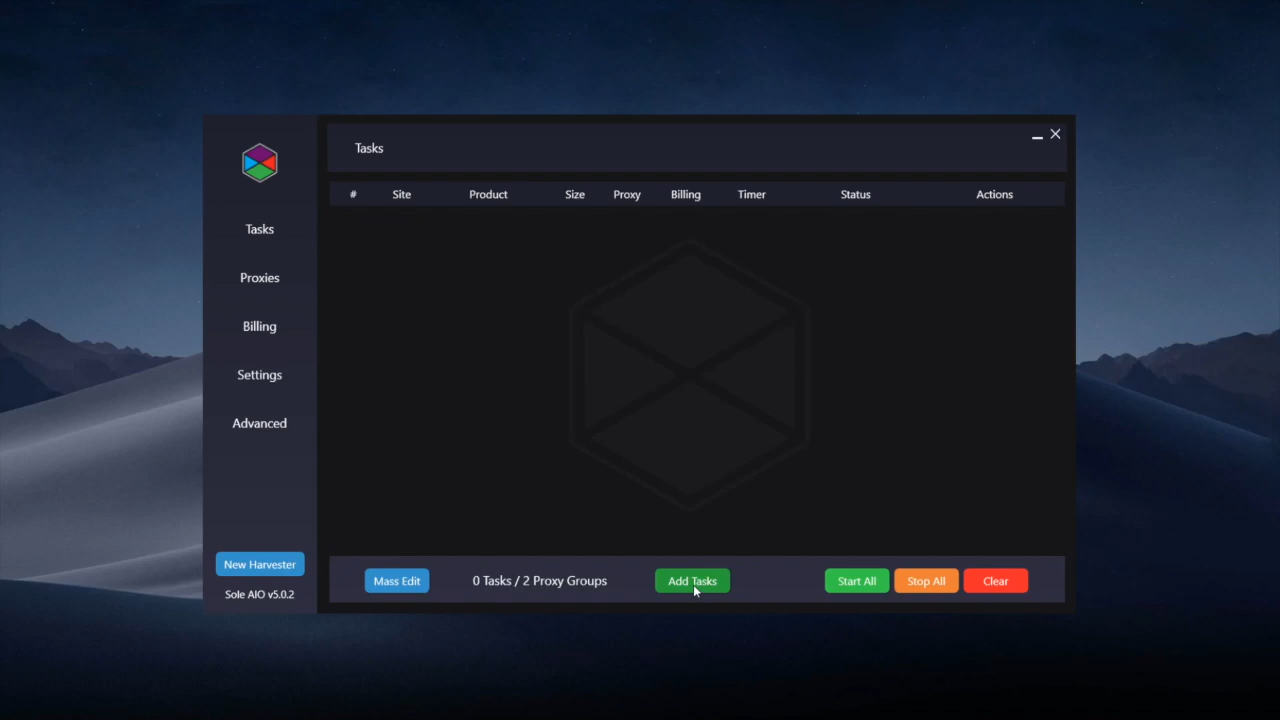 Tasks
# Site Product Size Proxy Billing Timer Status Actions
Tasks
Proxies
Billing
Settings
Advanced
New Harvester
Sole AIO v5.0.2
Mass Edit 0 Tasks / 2 Proxy Groups Add Tasks Start All Stop All Clear